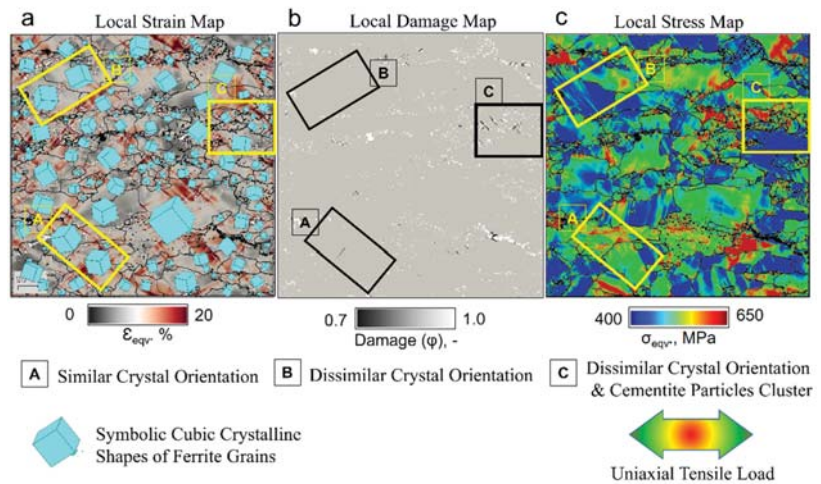 a Local Strain Map
b Local Damage Map
c Local Stress Map
B
C
A
B
C
A
B
C
A
0 20
εeqv, %
0.7 1.0
Damage (φ), -
400 650
σeqv, MPa
A Similar Crystal Orientation
B Dissimilar Crystal Orientation
C Dissimilar Crystal Orientation
& Cementite Particles Cluster
Symbolic Cubic Crystalline
Shapes of Ferrite Grains
Uniaxial Tensile Load